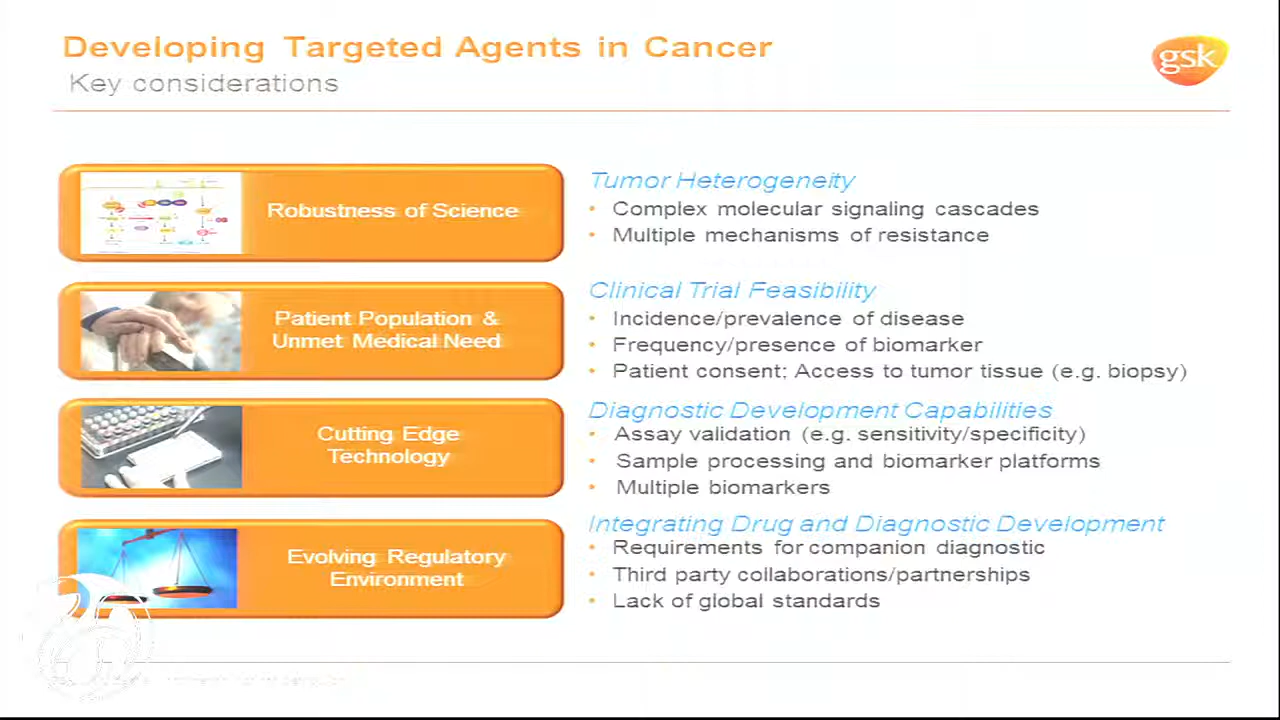 Developing Targeted Agents in Cancer
gsk
Key considerations
Robustness of Science
Tumor Heterogeneity
• Complex molecular signaling cascades
• Multiple mechanisms of resistance
Patient Population &
Unmet Medical Need
Clinical Trial Feasibility
• Incidence/prevalence of disease
• Frequency/presence of biomarker
• Patient consent; Access to tumor tissue (e.g. biopsy)
Cutting Edge
Technology
Diagnostic Development Capabilities
• Assay validation (e.g. sensitivity/specificity)
• Sample processing and biomarker platforms
• Multiple biomarkers
Evolving Regulatory
Environment
Integrating Drug and Diagnostic Development
• Requirements for companion diagnostic
• Third party collaborations/partnerships
• Lack of global standards